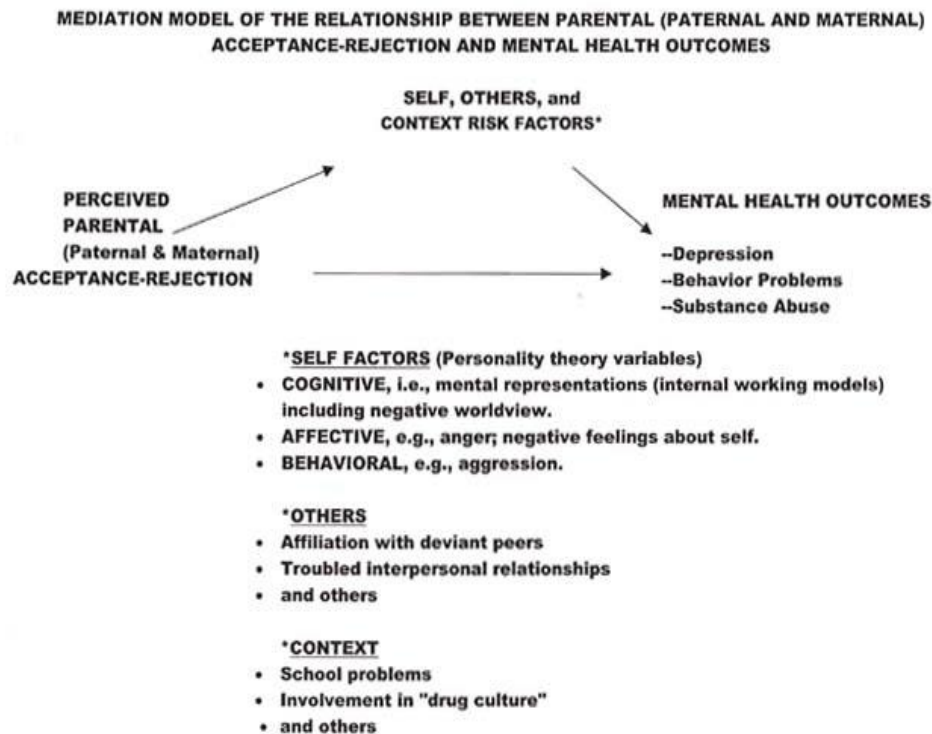 MEDIATION MODEL OF THE RELATIONSHIP BETWEEN PARENTAL (PATERNAL AND MATERNAL)
ACCEPTANCE-REJECTION AND MENTAL HEALTH OUTCOMES
SELF, OTHERS, and
CONTEXT RISK FACTORS*
PERCEIVED
PARENTAL
(Paternal & Maternal)
ACCEPTANCE-REJECTION
MENTAL HEALTH OUTCOMES
--Depression
--Behavior Problems
--Substance Abuse
*SELF FACTORS (Personality theory variables)
• COGNITIVE, i.e., mental representations (internal working models)
including negative worldview.
• AFFECTIVE, e.g., anger; negative feelings about self.
• BEHAVIORAL, e.g., aggression.
*OTHERS
• Affiliation with deviant peers
• Troubled interpersonal relationships
• and others
*CONTEXT
• School problems
• Involvement in "drug culture"
• and others